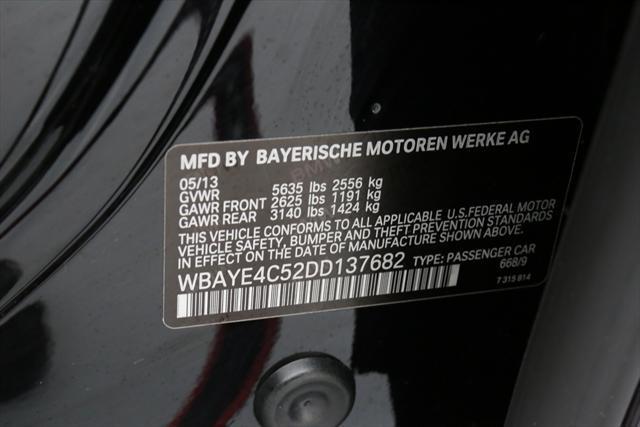 MFD BY BAYERISCHE MOTOREN WERKE AG
05/13
GVWR 5635 lbs 2556 kg
GAWR FRONT 2625 lbs 1191 kg
GAWR REAR 3140 lbs 1424 kg
THIS VEHICLE CONFORMS TO ALL APPLICABLE U.S.FEDERAL MOTOR
VEHICLE SAFETY, BUMPER AND THEFT PREVENTION STANDARDS
IN EFFECT ON THE DATE OF MANUFACTURE SHOWN ABOVE.
WBAYE4C52DD137682 TYPE: PASSENGER CAR
668/9
7 315 814